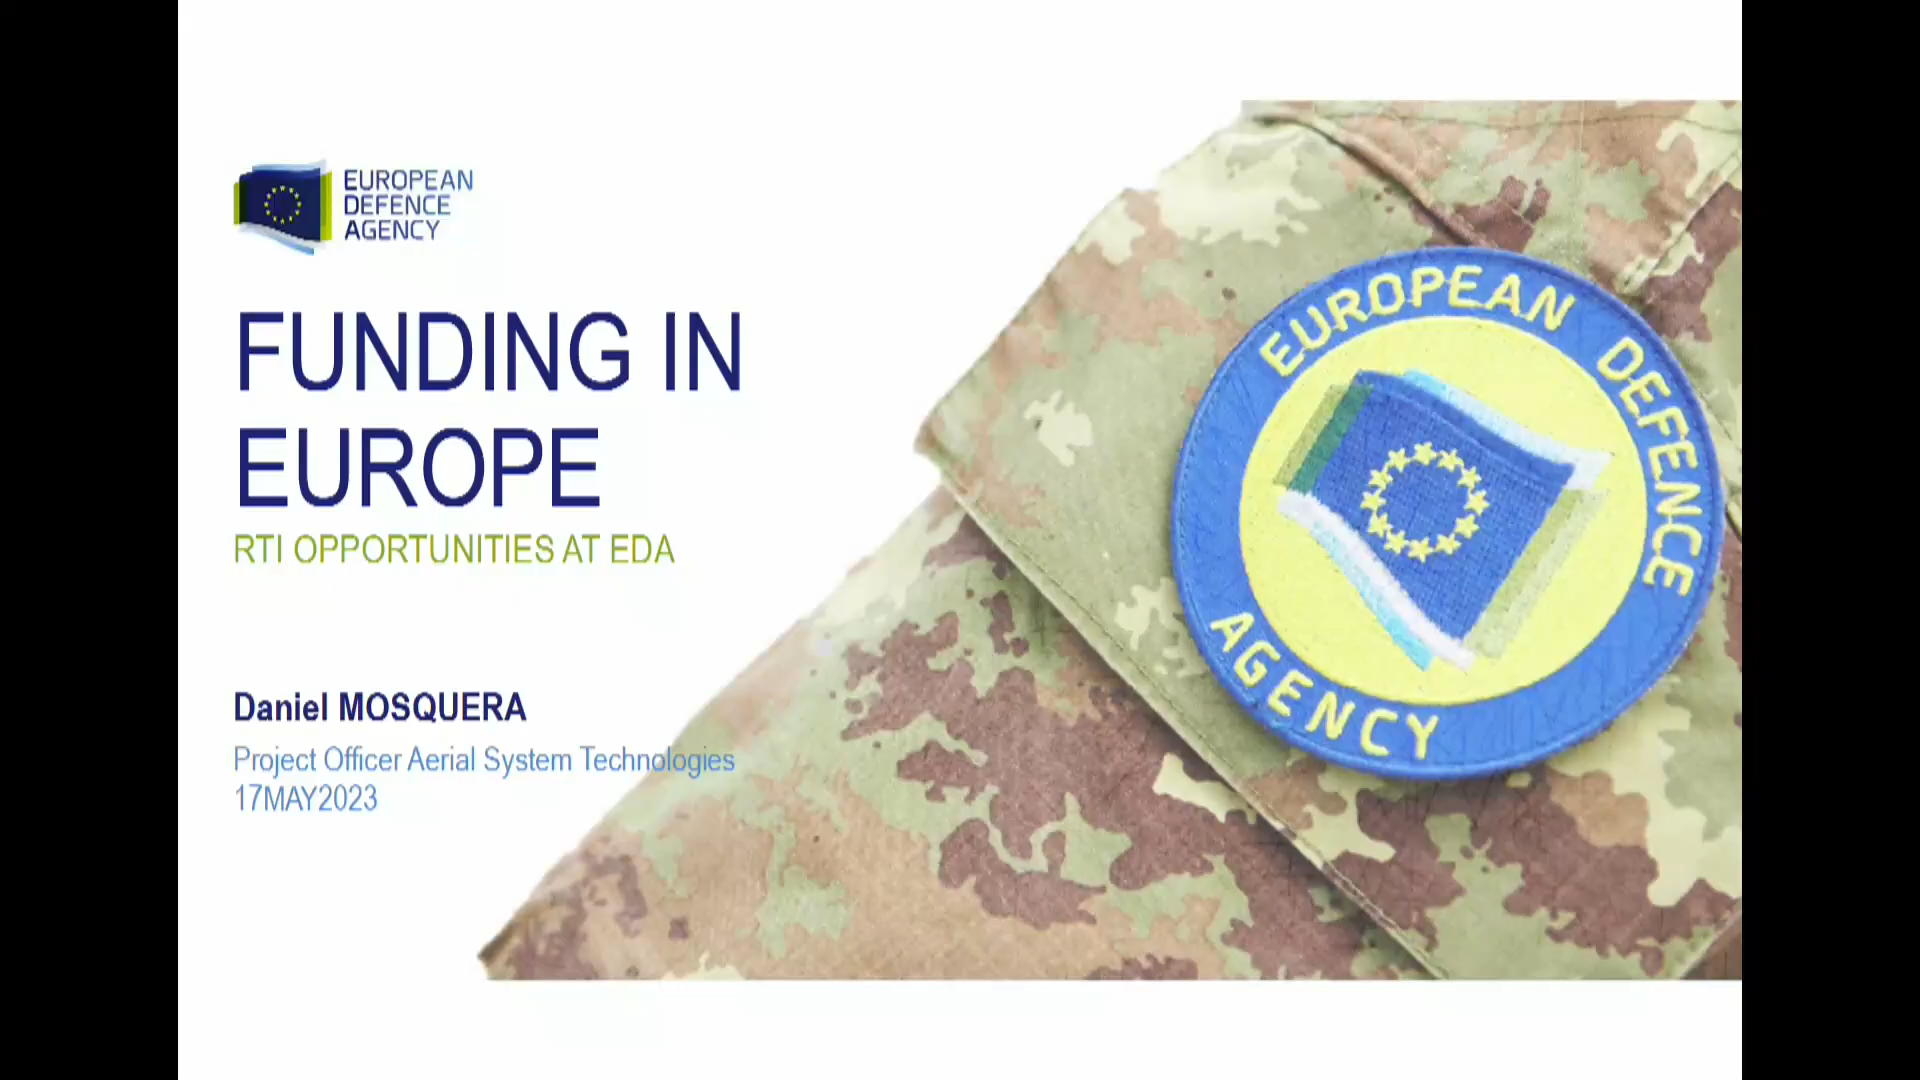 EUROPEAN
DEFENCE
AGENCY
FUNDING IN
EUROPE
RTI OPPORTUNITIES AT EDA
Daniel MOSQUERA
Project Officer Aerial System Technologies
17MAY2023
EUROPEAN DEFENCE
AGENCY